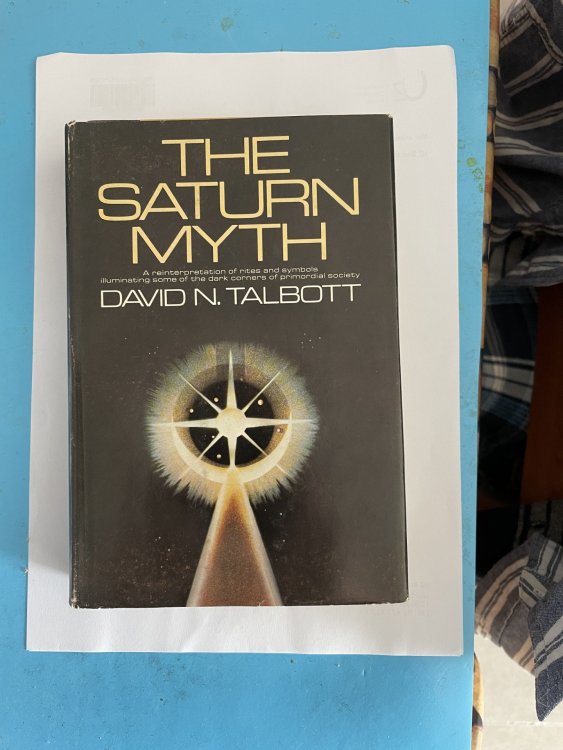 THE
SATURN
MYTH
A reinterpretation of rites and symbols
illuminating some of the dark corners of primordial society
DAVID N. TALBOTT